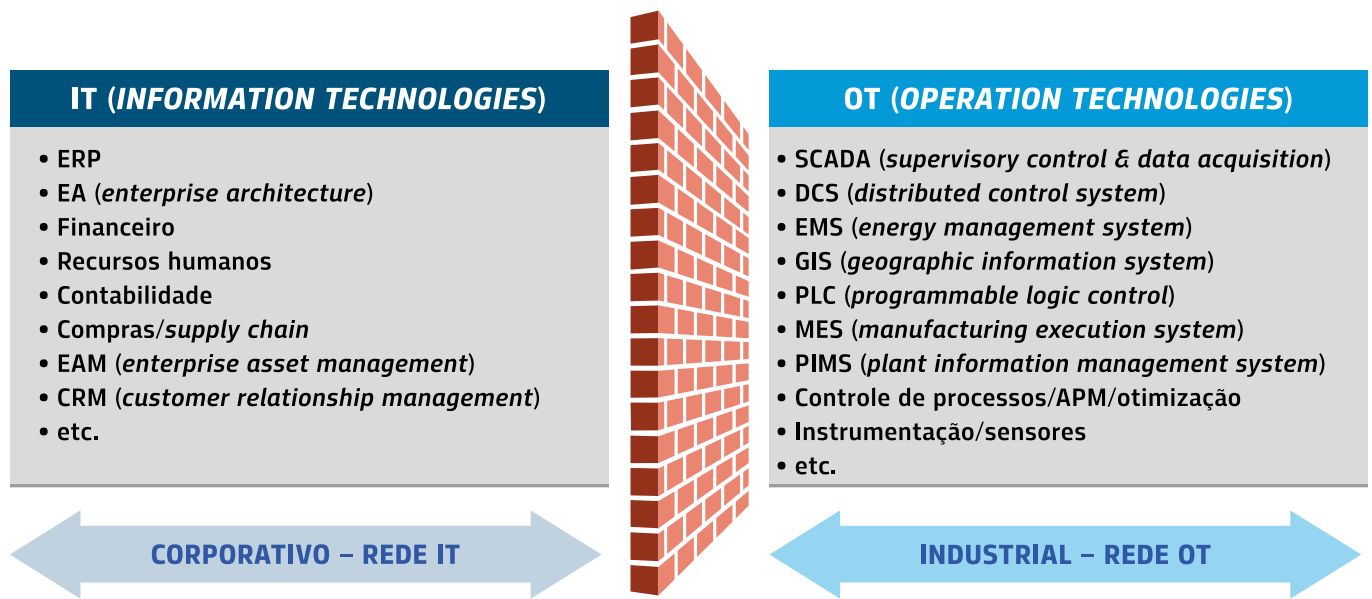 IT (INFORMATION TECHNOLOGIES)
• ERP
• EA (enterprise architecture)
• Financeiro
• Recursos humanos
• Contabilidade
• Compras/supply chain
• EAM (enterprise asset management)
• CRM (customer relationship management)
• etc.
CORPORATIVO – REDE IT
OT (OPERATION TECHNOLOGIES)
• SCADA (supervisory control & data acquisition)
• DCS (distributed control system)
• EMS (energy management system)
• GIS (geographic information system)
• PLC (programmable logic control)
• MES (manufacturing execution system)
• PIMS (plant information management system)
• Controle de processos/APM/otimização
• Instrumentação/sensores
• etc.
INDUSTRIAL – REDE OT